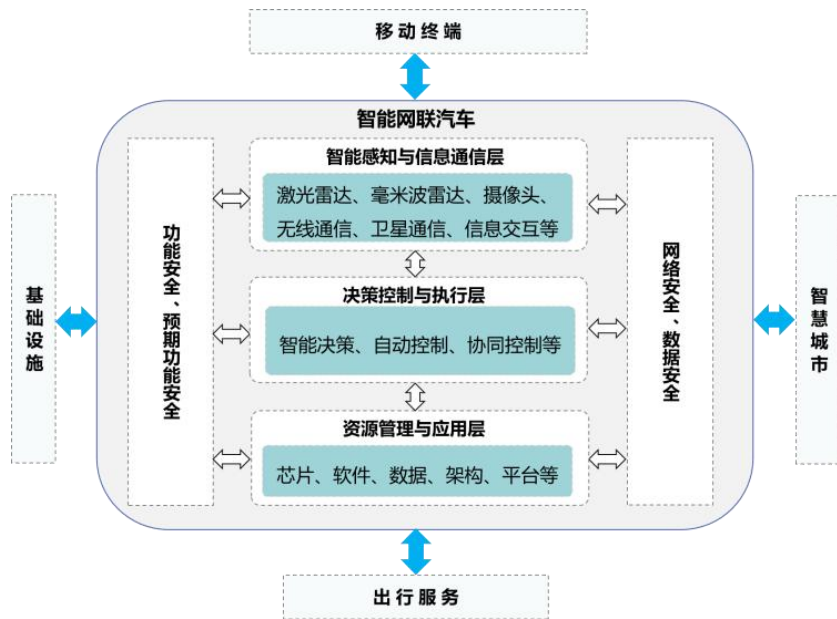 移动终端
智能网联汽车
智能感知与信息通信层
激光雷达、毫米波雷达、摄像头、
无线通信、卫星通信、信息交互等
决策控制与执行层
智能决策、自动控制、协同控制等
资源管理与应用层
芯片、软件、数据、架构、平台等
功能安全、预期功能安全
网络安全、数据安全
基础设施
智慧城市
出行服务